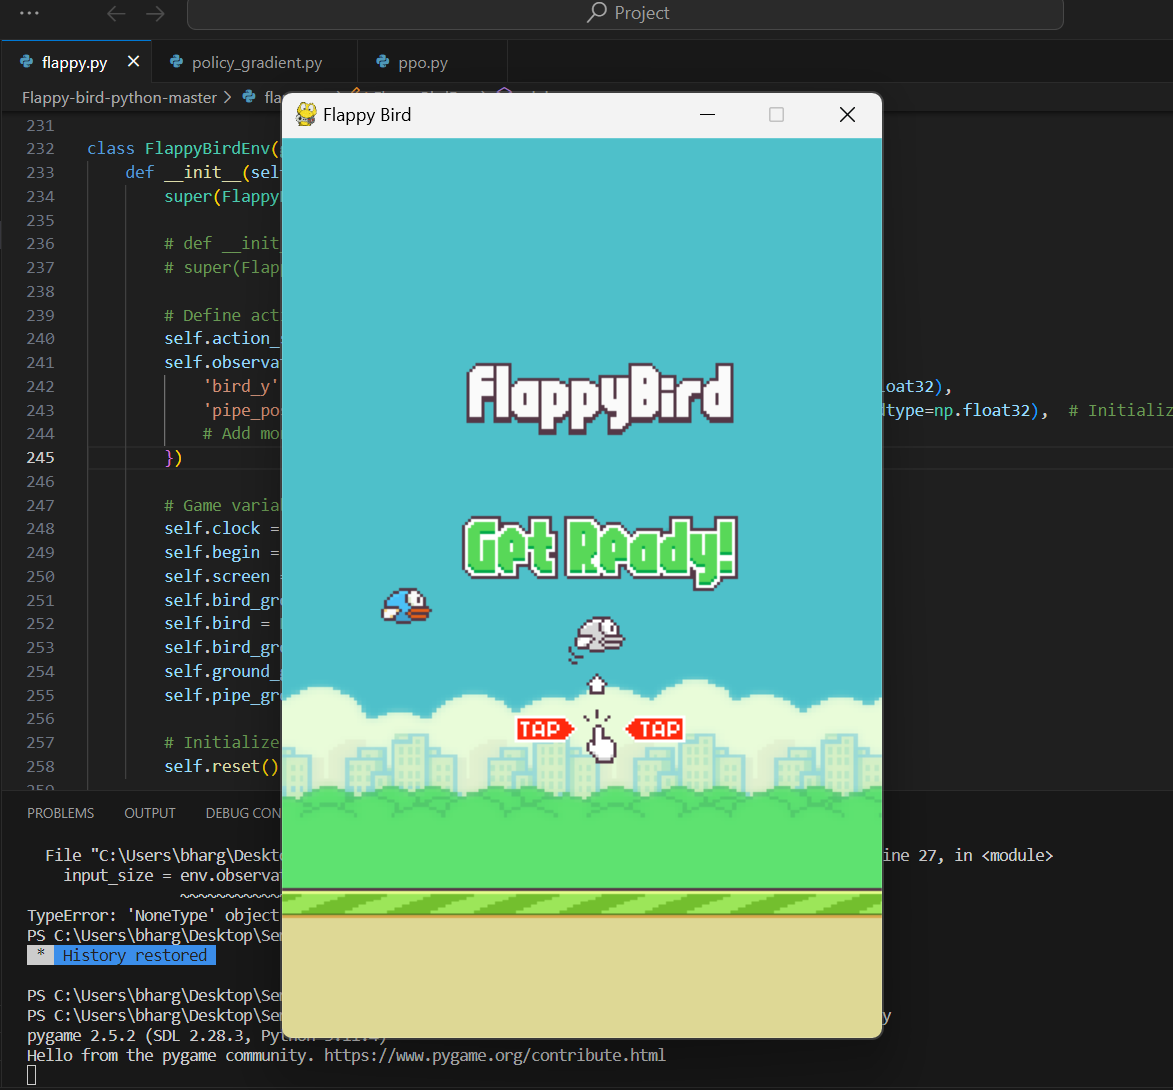 Project
flappy.py
policy_gradient.py
ppo.py
Flappy-bird-python-master
Flappy Bird
231
232 class FlappyBirdEnv(
233 def __init__(self
234 super(Flappy
235
236 # def __init_
237 # super(Flap
238
239 # Define act
240 self.action_
241 self.observa
242 'bird_y' loat32),
243 'pipe_po dtype=np.float32), # Initializ
244 # Add mo
245 })
246
247 # Game varia
248 self.clock =
249 self.begin =
250 self.screen =
251 self.bird_gr
252 self.bird =
253 self.bird_gr
254 self.ground_
255 self.pipe_gr
256
257 # Initialize
258 self.reset()
259
FlappyBird
Get Ready!
TAP TAP
PROBLEMS OUTPUT DEBUG CON
File "C:\Users\bharg\Deskto ine 27, in <module>
input_size = env.observa
~~~~~~~~~~~
TypeError: 'NoneType' object
PS C:\Users\bharg\Desktop\Se
* History restored
PS C:\Users\bharg\Desktop\Se
PS C:\Users\bharg\Desktop\Se y
pygame 2.5.2 (SDL 2.28.3, Python 3.11.4)
Hello from the pygame community. https://www.pygame.org/contribute.html